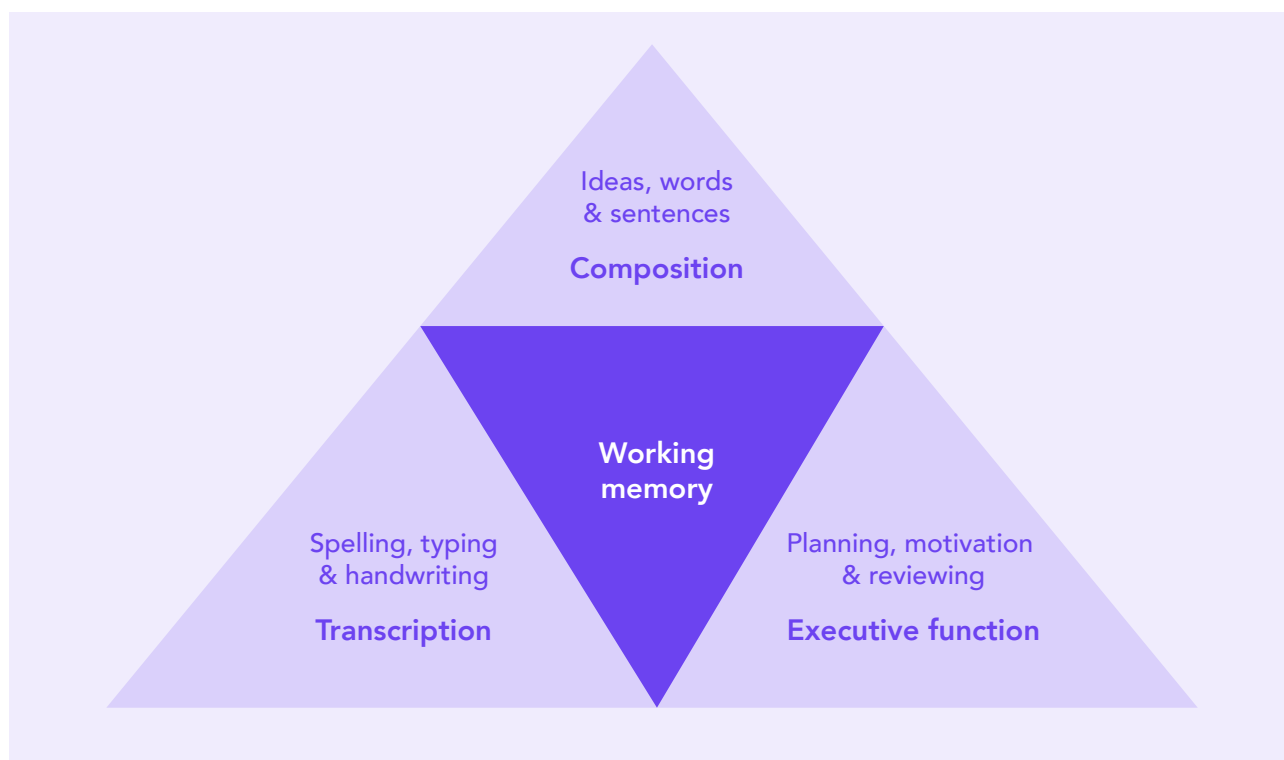 Ideas, words
& sentences
Composition
Working
memory
Spelling, typing
& handwriting
Transcription
Planning, motivation
& reviewing
Executive function